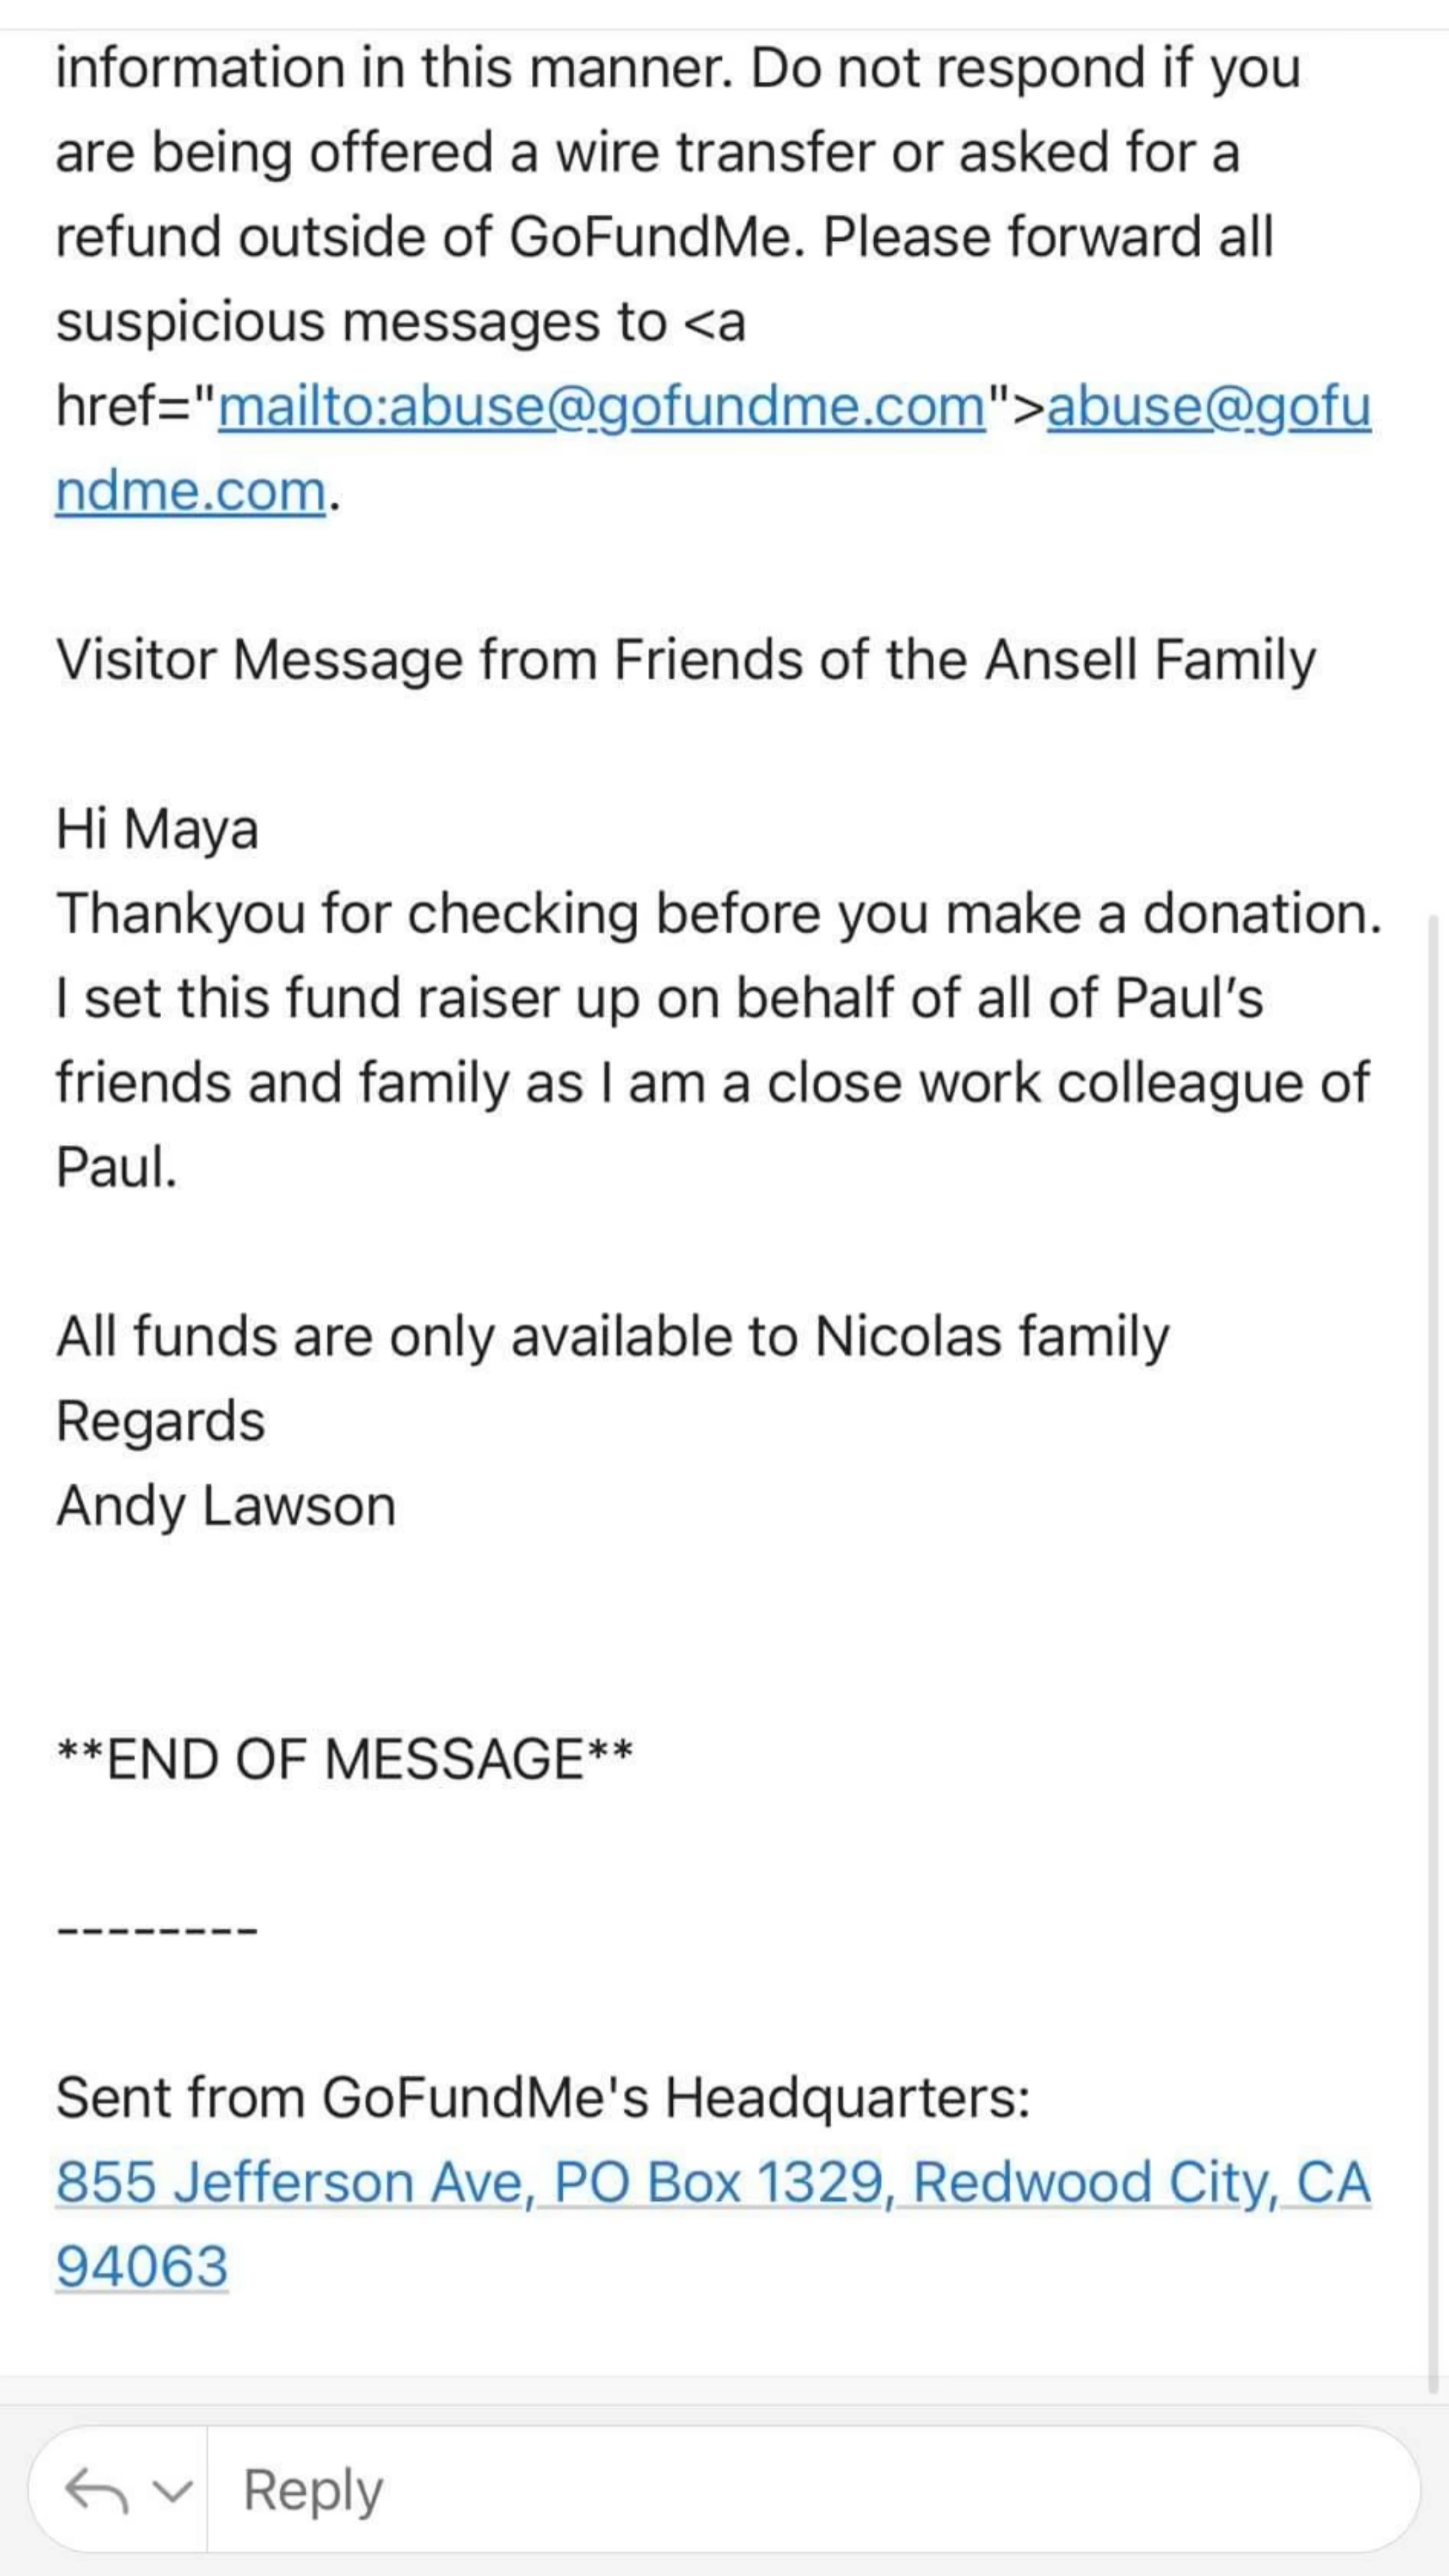 information in this manner. Do not respond if you
are being offered a wire transfer or asked for a
refund outside of GoFundMe. Please forward all
suspicious messages to <a
href="mailto:abuse@gofundme.com">abuse@gofu
ndme.com.
Visitor Message from Friends of the Ansell Family
Hi Maya
Thankyou for checking before you make a donation.
I set this fund raiser up on behalf of all of Paul's
friends and family as I am a close work colleague of
Paul.
All funds are only available to Nicolas family
Regards
Andy Lawson
**END OF MESSAGE**
--------
Sent from GoFundMe's Headquarters:
855 Jefferson Ave, PO Box 1329, Redwood City, CA
94063
Reply